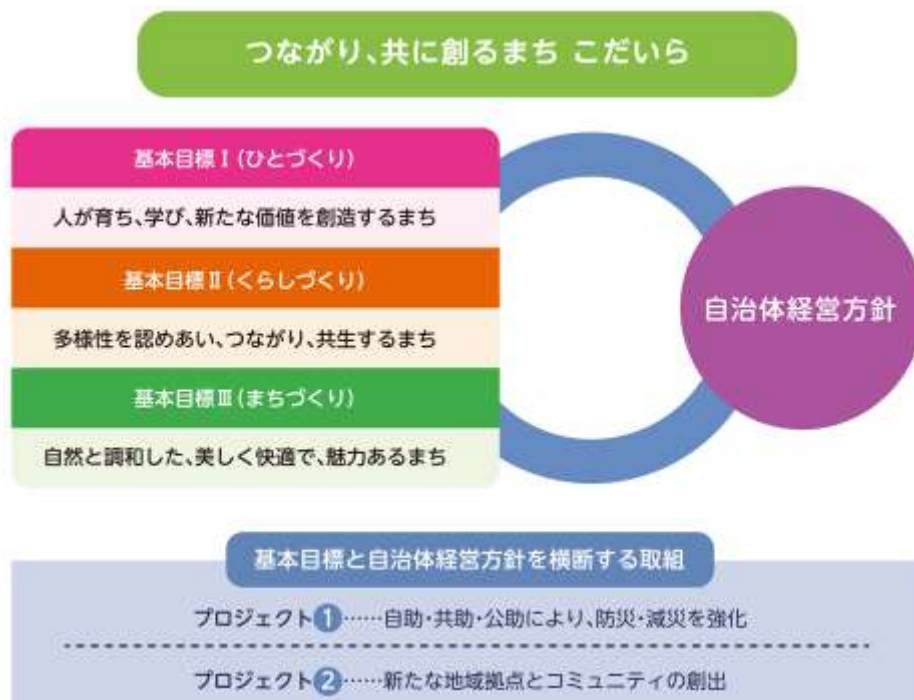 つながり、共に創るまち こだいら
基本目標Ⅰ(ひとづくり)
人が育ち、学び、新たな価値を創造するまち
基本目標Ⅱ(くらしづくり)
多様性を認めあい、つながり、共生するまち
基本目標Ⅲ(まちづくり)
自然と調和した、美しく快適で、魅力あるまち
自治体経営方針
基本目標と自治体経営方針を横断する取組
プロジェクト1……自助・共助・公助により、防災・減災を強化
プロジェクト2……新たな地域拠点とコミュニティの創出